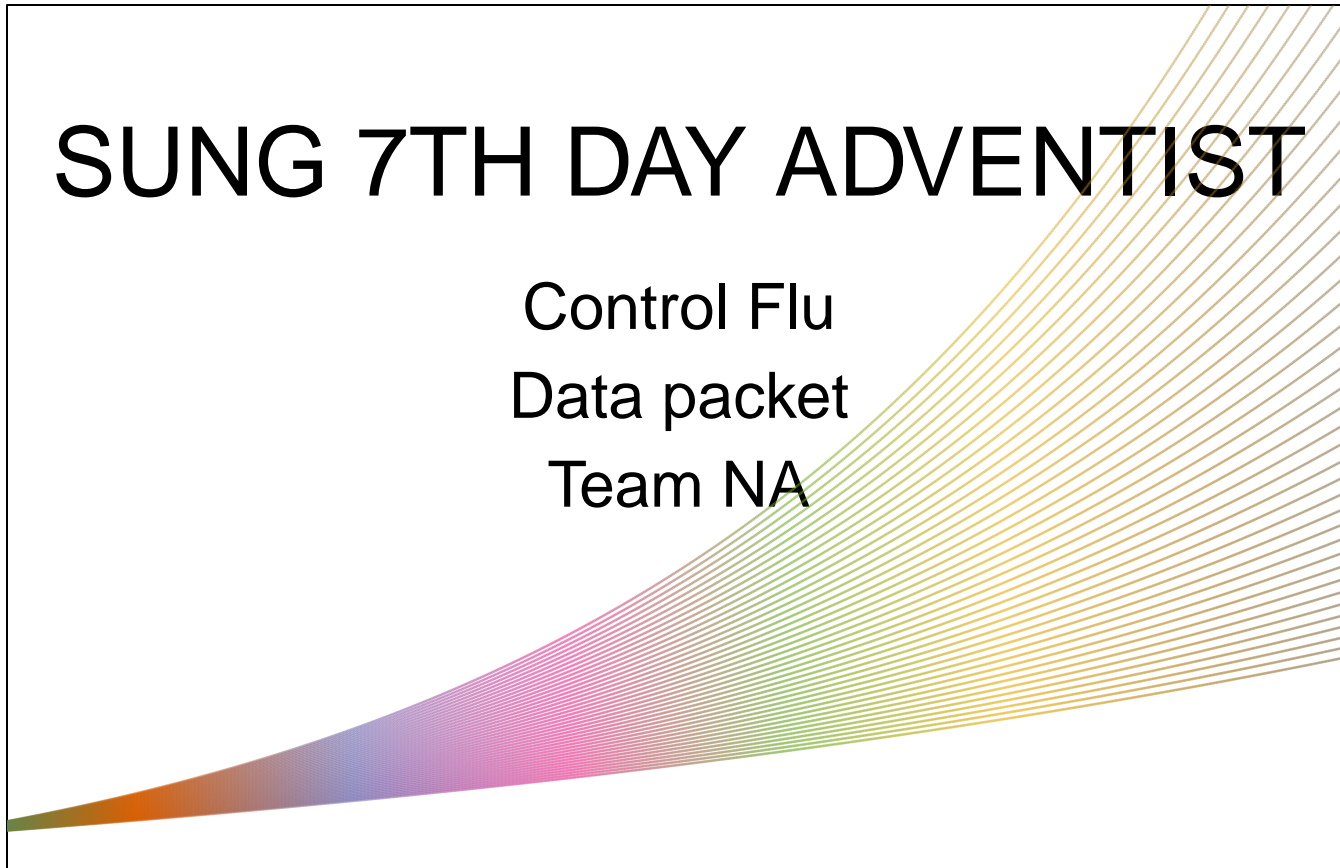 SUNG 7TH DAY ADVENTIST
Control Flu
Data packet
Team NA